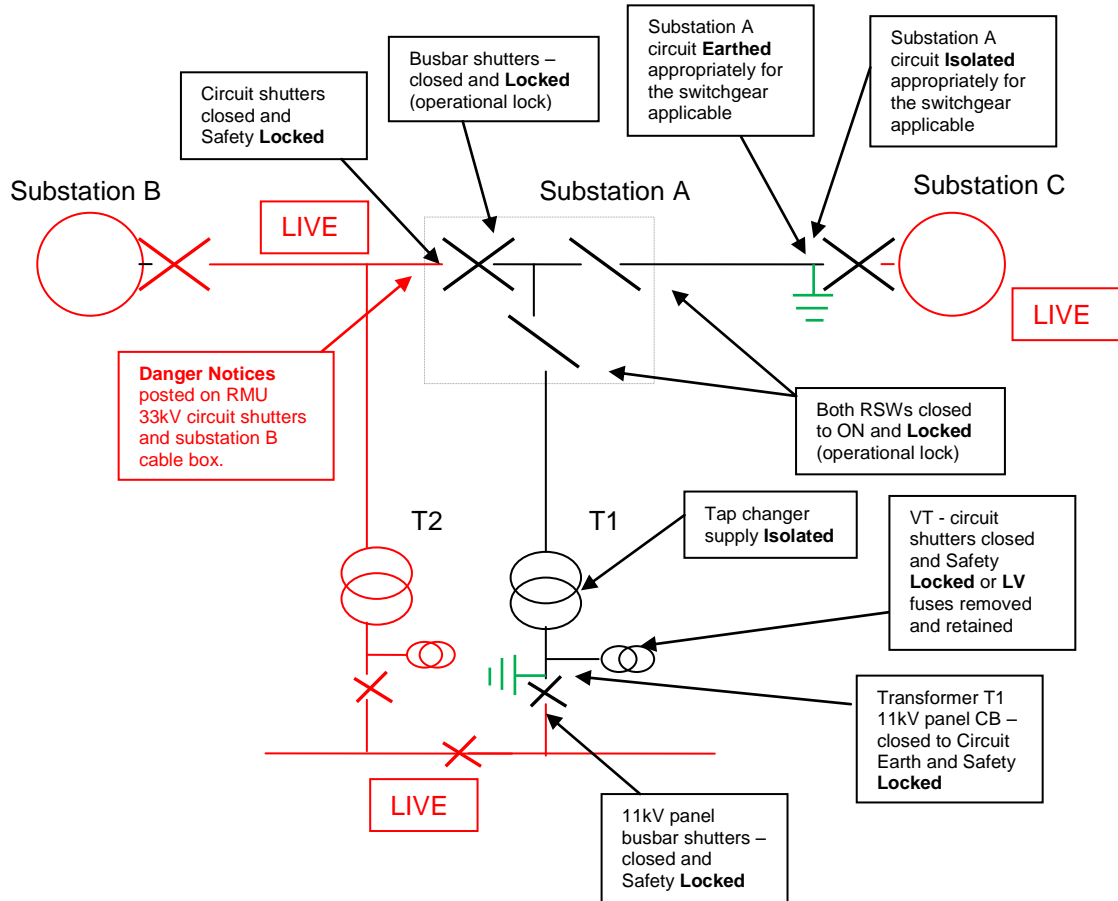 Substation A
circuit Earthed
appropriately for
the switchgear
applicable
Substation A
circuit Isolated
appropriately for
the switchgear
applicable
Busbar shutters –
closed and Locked
(operational lock)
Circuit shutters
closed and
Safety Locked
Substation B
Substation A
Substation C
LIVE
LIVE
Danger Notices
posted on RMU
33kV circuit shutters
and substation B
cable box.
Both RSWs closed
to ON and Locked
(operational lock)
T2
T1
Tap changer
supply Isolated
VT - circuit
shutters closed
and Safety
Locked or LV
fuses removed
and retained
Transformer T1
11kV panel CB –
closed to Circuit
Earth and Safety
Locked
LIVE
11kV panel
busbar shutters –
closed and
Safety Locked